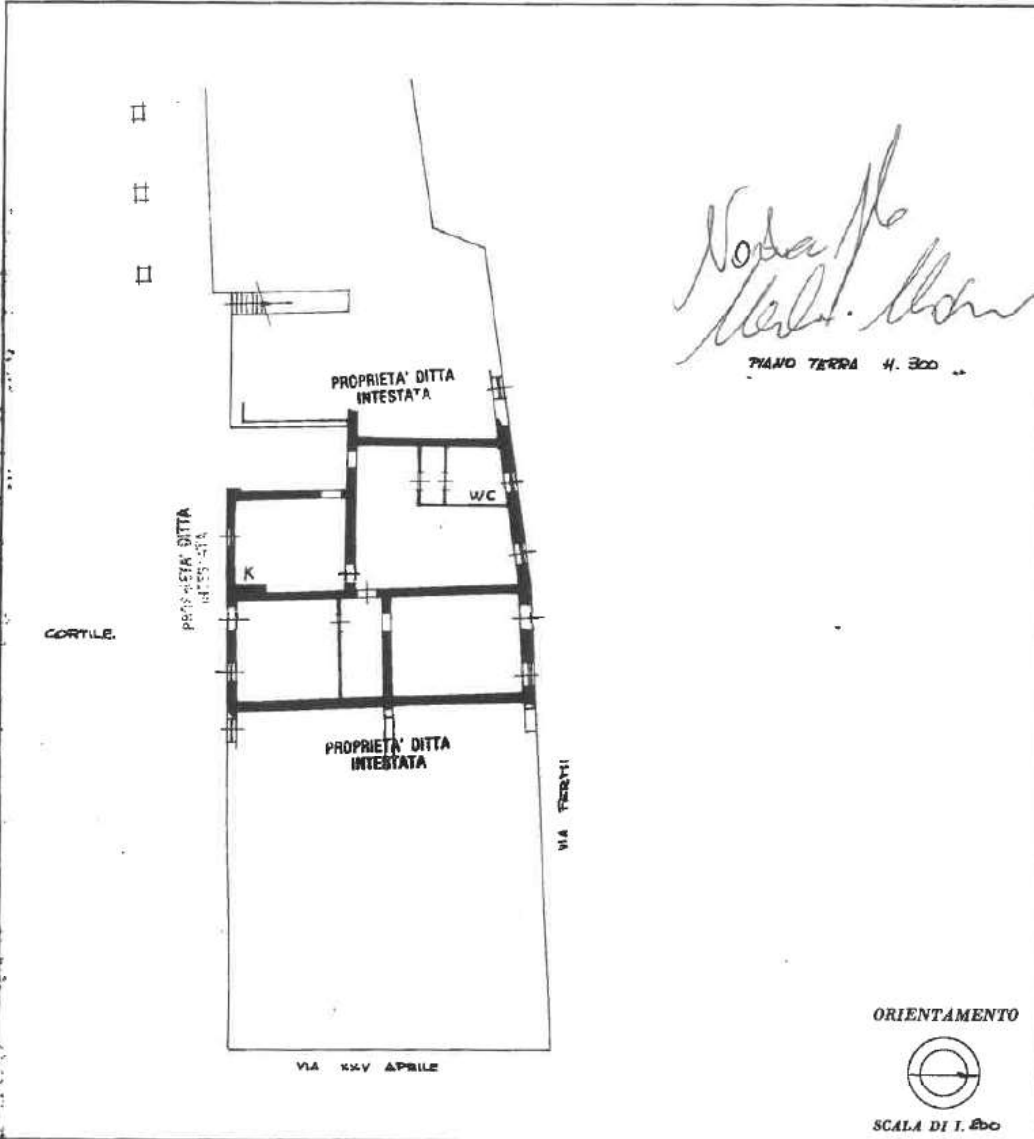 PIANO TERRA H. 300
PROPRIETA' DITTA
INTESTATA
WC
PROPRIETA' DITTA
INTESTATA
K
CORTILE.
PROPRIETA' DITTA
INTESTATA
VIA FERMI
VIA XXV APRILE
ORIENTAMENTO
SCALA DI 1. 200